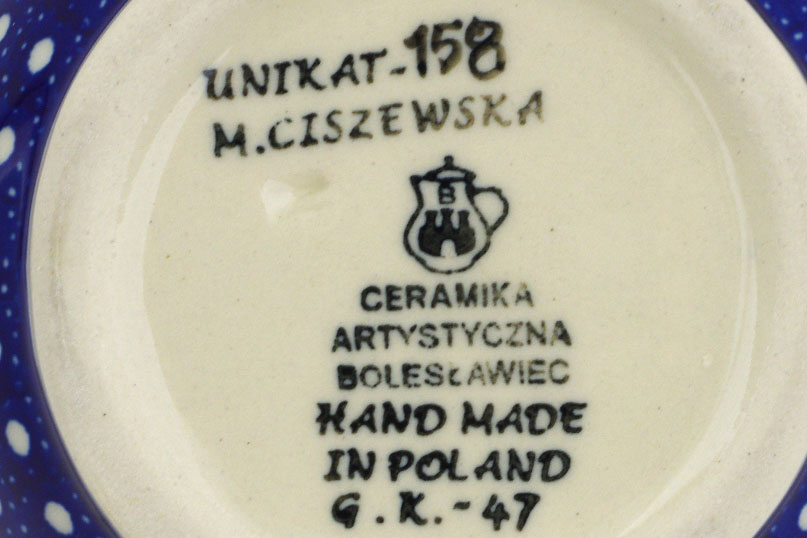 UNIKAT-158
M.CISZEWSKA
B
CERAMIKA
ARTYSTYCZNA
BOLESŁAWIEC
HAND MADE
IN POLAND
G.K.-47